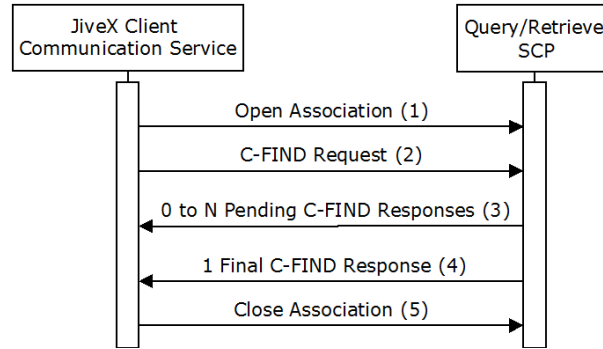 JiveX Client
Communication Service
Query/Retrieve
SCP
Open Association (1)
C-FIND Request (2)
0 to N Pending C-FIND Responses (3)
1 Final C-FIND Response (4)
Close Association (5)